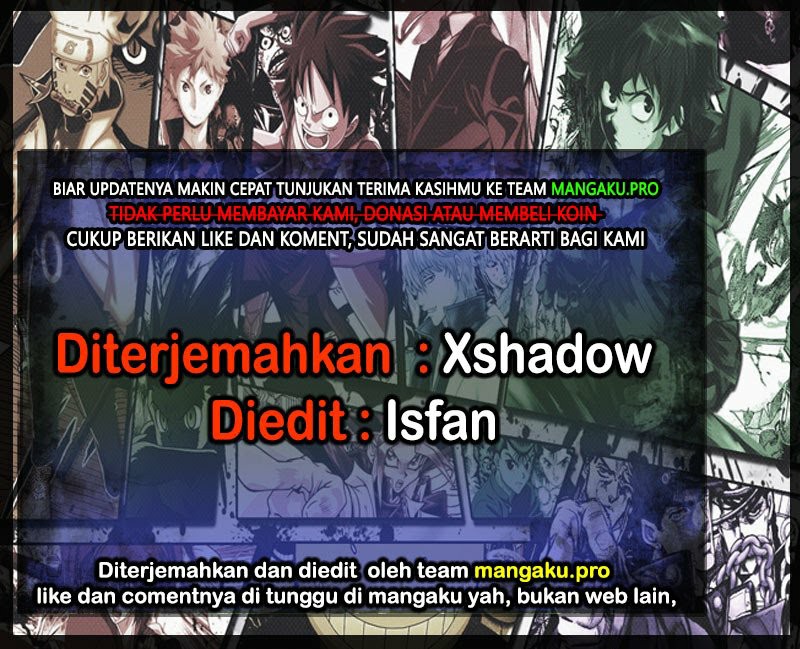 BIAR UPDATENYA MAKIN CEPAT TUNJUKAN TERIMA KASIHMU KE TEAM MANGAKU.PRO
TIDAK PERLU MEMBAYAR KAMI, DONASI ATAU MEMBELI KOIN
CUKUP BERIKAN LIKE DAN KOMENT, SUDAH SANGAT BERARTI BAGI KAMI
Diterjemahkan : Xshadow
Diedit : Isfan
Diterjemahkan dan diedit oleh team mangaku.pro
like dan comentnya di tunggu di mangaku yah, bukan web lain,